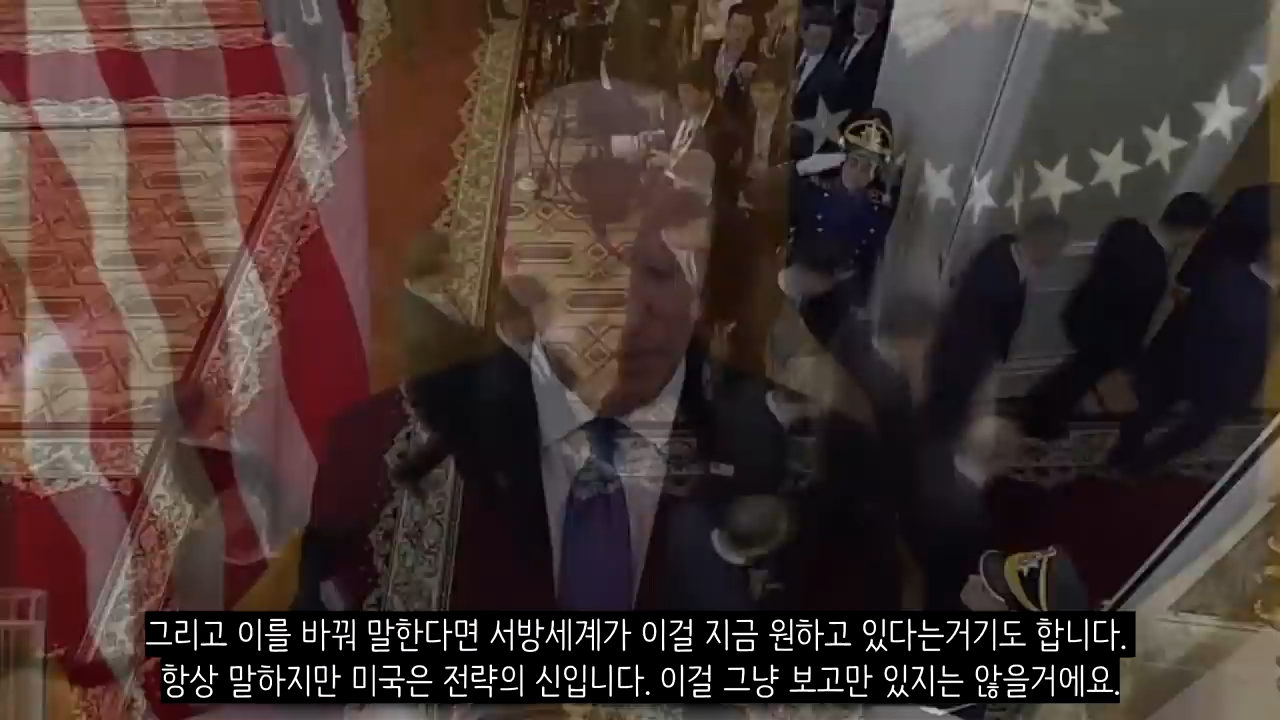 그리고 이를 바꿔 말한다면 서방세계가 이걸 지금 원하고 있다는거기도 합니다.
항상 말하지만 미국은 전략의 신입니다. 이걸 그냥 보고만 있지는 않을거에요.